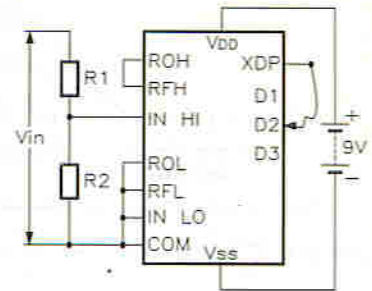 VDD
ROH
XDP
RFH
R1
D1
IN HI
D2
+
Vin
D3
9V
ROL
R2
RFL
−
IN LO
COM
VSS